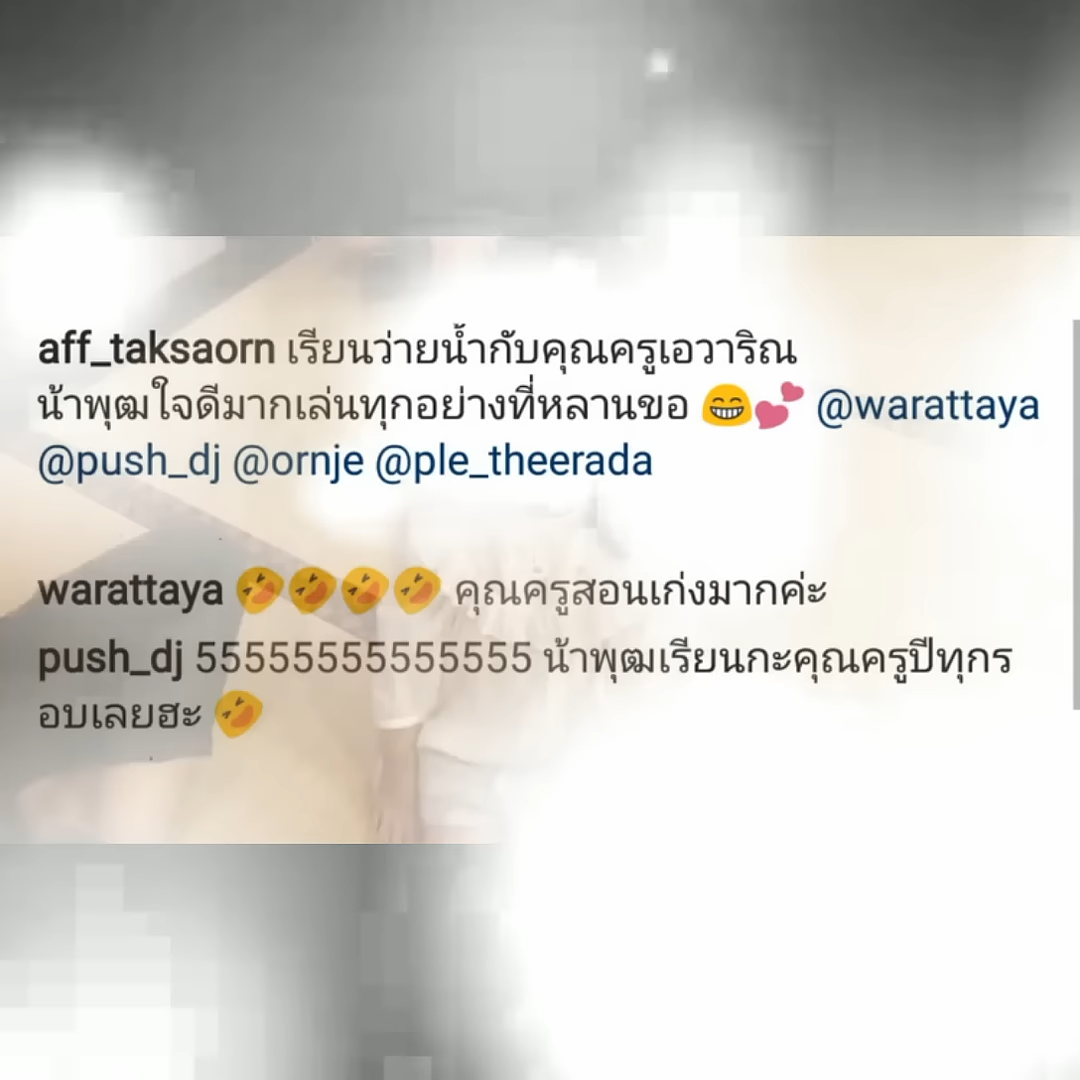 aff_taksaorn เรียนว่ายน้ำกับคุณครูเอวาริณ
น้าพุฒใจดีมากเล่นทุกอย่างที่หลานขอ 😁💕 @warattaya
@push_dj @ornje @ple_theerada
warattaya 🤣🤣🤣🤣 คุณครูสอนเก่งมากค่ะ
push_dj 55555555555555 น้าพุฒเรียนกะคุณครูปีทุกร
อบเลยฮะ 🤣